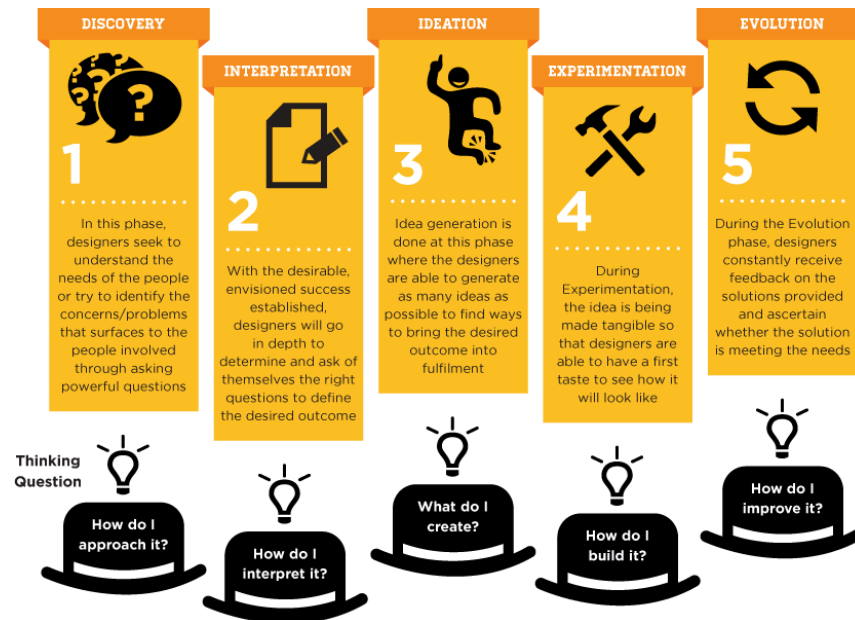 DISCOVERY
1
In this phase,
designers seek to
understand the
needs of the people
or try to identify the
concerns/problems
that surfaces to the
people involved
through asking
powerful questions
INTERPRETATION
2
With the desirable,
envisioned success
established,
designers will go
in depth to
determine and ask of
themselves the right
questions to define
the desired outcome
IDEATION
3
Idea generation is
done at this phase
where the designers
are able to generate
as many ideas as
possible to find ways
to bring the desired
outcome into
fulfilment
EXPERIMENTATION
4
During
Experimentation,
the idea is being
made tangible so
that designers are
able to have a first
taste to see how it
will look like
EVOLUTION
5
During the Evolution
phase, designers
constantly receive
feedback on the
solutions provided
and ascertain
whether the solution
is meeting the needs
Thinking
Question
How do I
approach it?
How do I
interpret it?
What do I
create?
How do I
build it?
How do I
improve it?